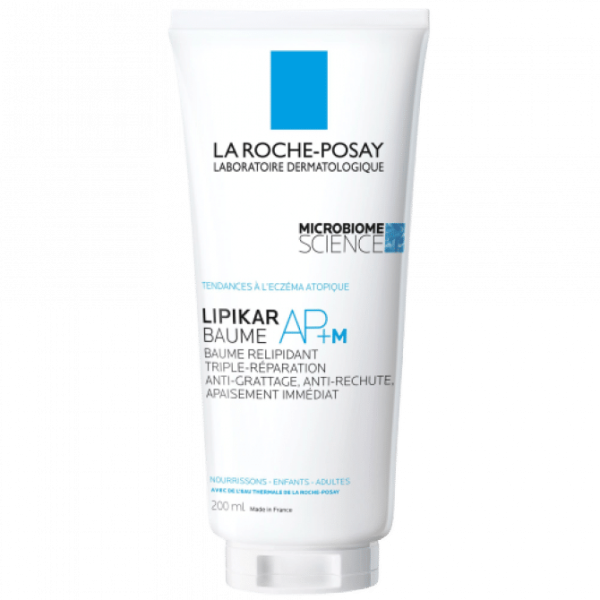 LA ROCHE-POSAY
LABORATOIRE DERMATOLOGIQUE
MICROBIOME
SCIENCE
TENDANCES À L'ECZÉMA ATOPIQUE
LIPIKAR
BAUME AP+M
BAUME RELIPIDANT
TRIPLE-RÉPARATION
ANTI-GRATTAGE, ANTI-RECHUTE,
APAISEMENT IMMÉDIAT
NOURRISSONS - ENFANTS - ADULTES
AVEC DE L'EAU THERMALE DE LA ROCHE-POSAY
200 ml Made in France